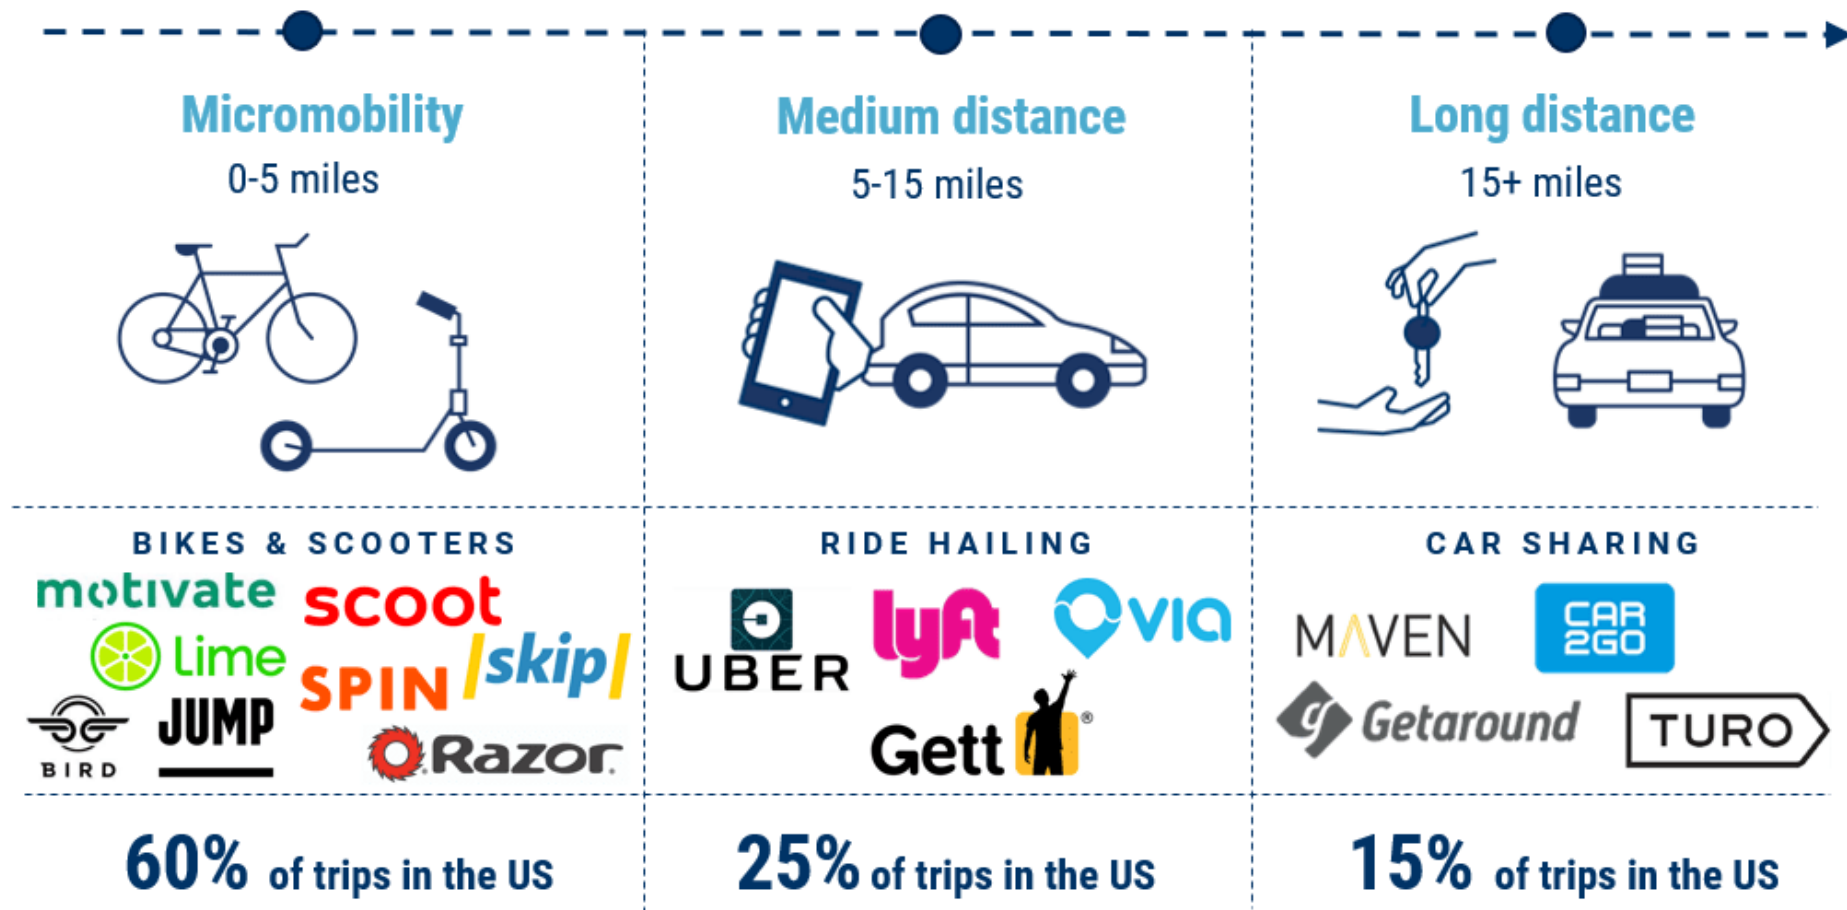 Micromobility
0-5 miles
Medium distance
5-15 miles
Long distance
15+ miles
BIKES & SCOOTERS
motivate
scoot
Lime
SPIN
/skip/
BIRD
JUMP
Razor.
RIDE HAILING
UBER
lyft
via
Gett®
CAR SHARING
MAVEN
CAR
2GO
Getaround
TURO
60% of trips in the US
25% of trips in the US
15% of trips in the US